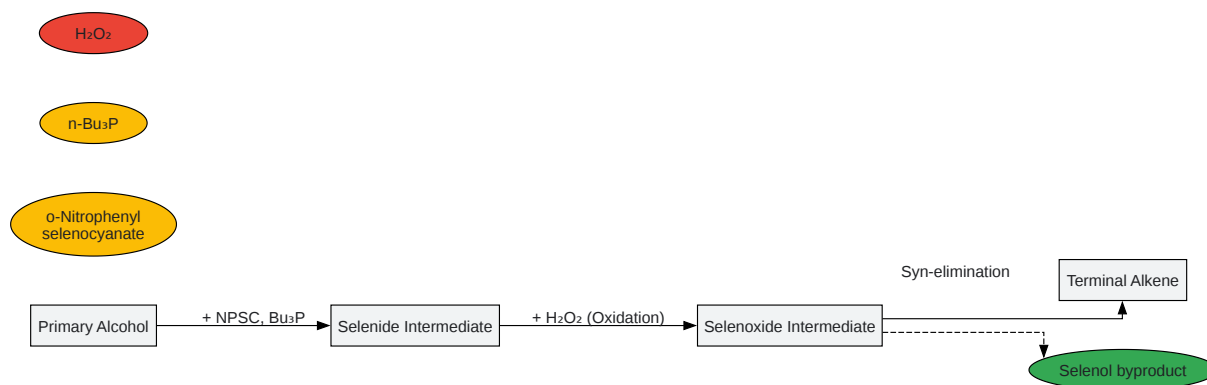 H₂O₂
n-Bu₃P
o-Nitrophenyl
selenocyanate
Syn-elimination
Terminal Alkene
Primary Alcohol
+ NPSC, Bu₃P
Selenide Intermediate
+ H₂O₂ (Oxidation)
Selenoxide Intermediate
Selenol byproduct